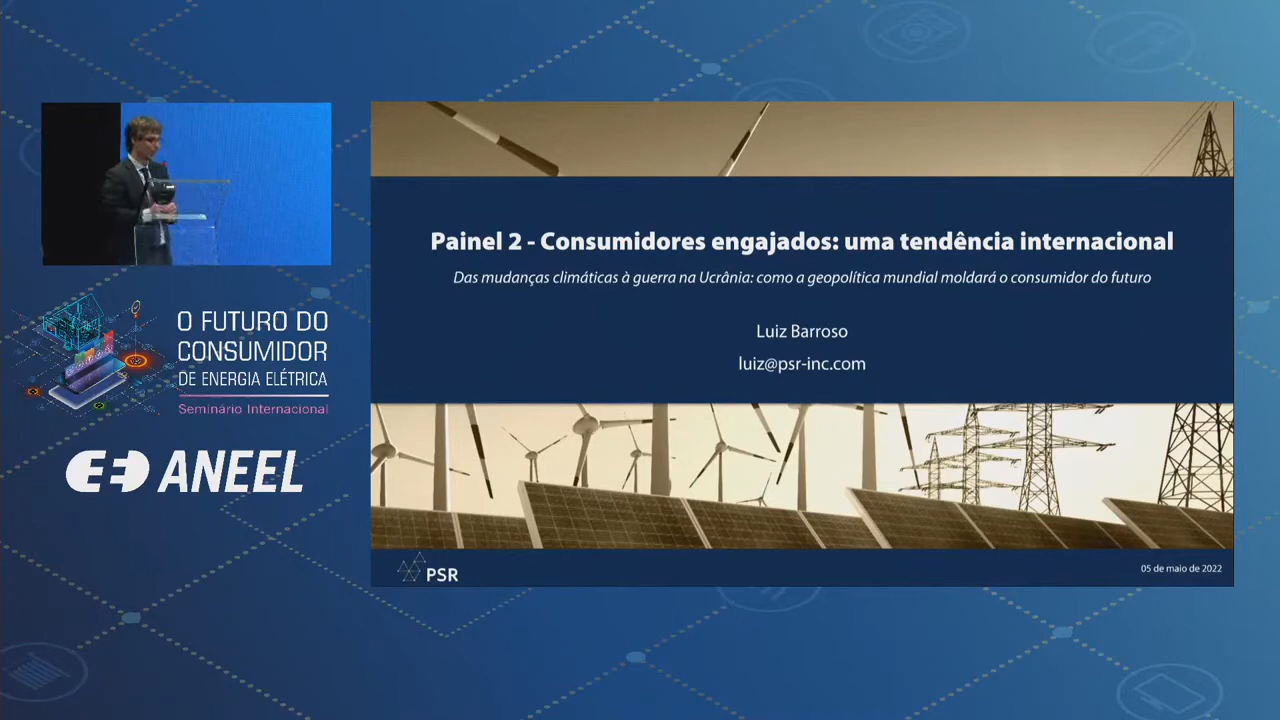 O FUTURO DO
CONSUMIDOR
DE ENERGIA ELÉTRICA
Seminário Internacional
ANEEL
Painel 2 - Consumidores engajados: uma tendência internacional
Das mudanças climáticas à guerra na Ucrânia: como a geopolítica mundial moldará o consumidor do futuro
Luiz Barroso
luiz@psr-inc.com
PSR
05 de maio de 2022